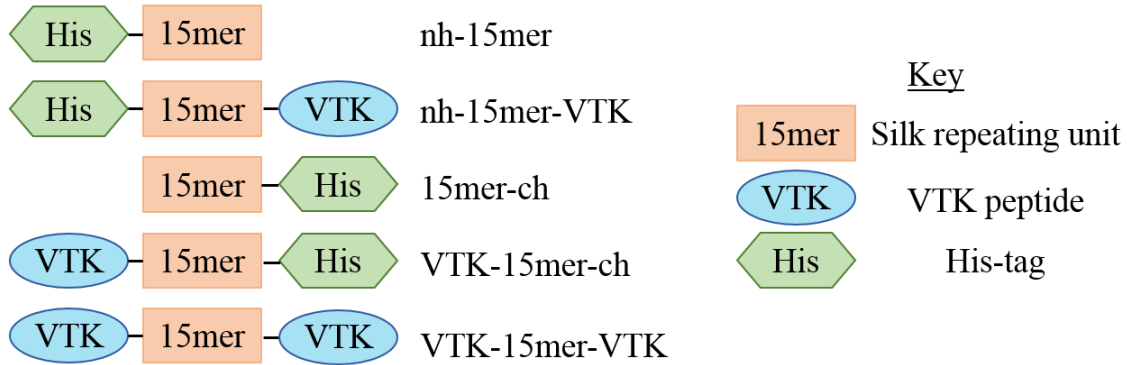 His 15mer nh-15mer
His 15mer VTK nh-15mer-VTK
15mer His 15mer-ch
VTK 15mer His VTK-15mer-ch
VTK 15mer VTK VTK-15mer-VTK
Key
15mer Silk repeating unit
VTK VTK peptide
His His-tag